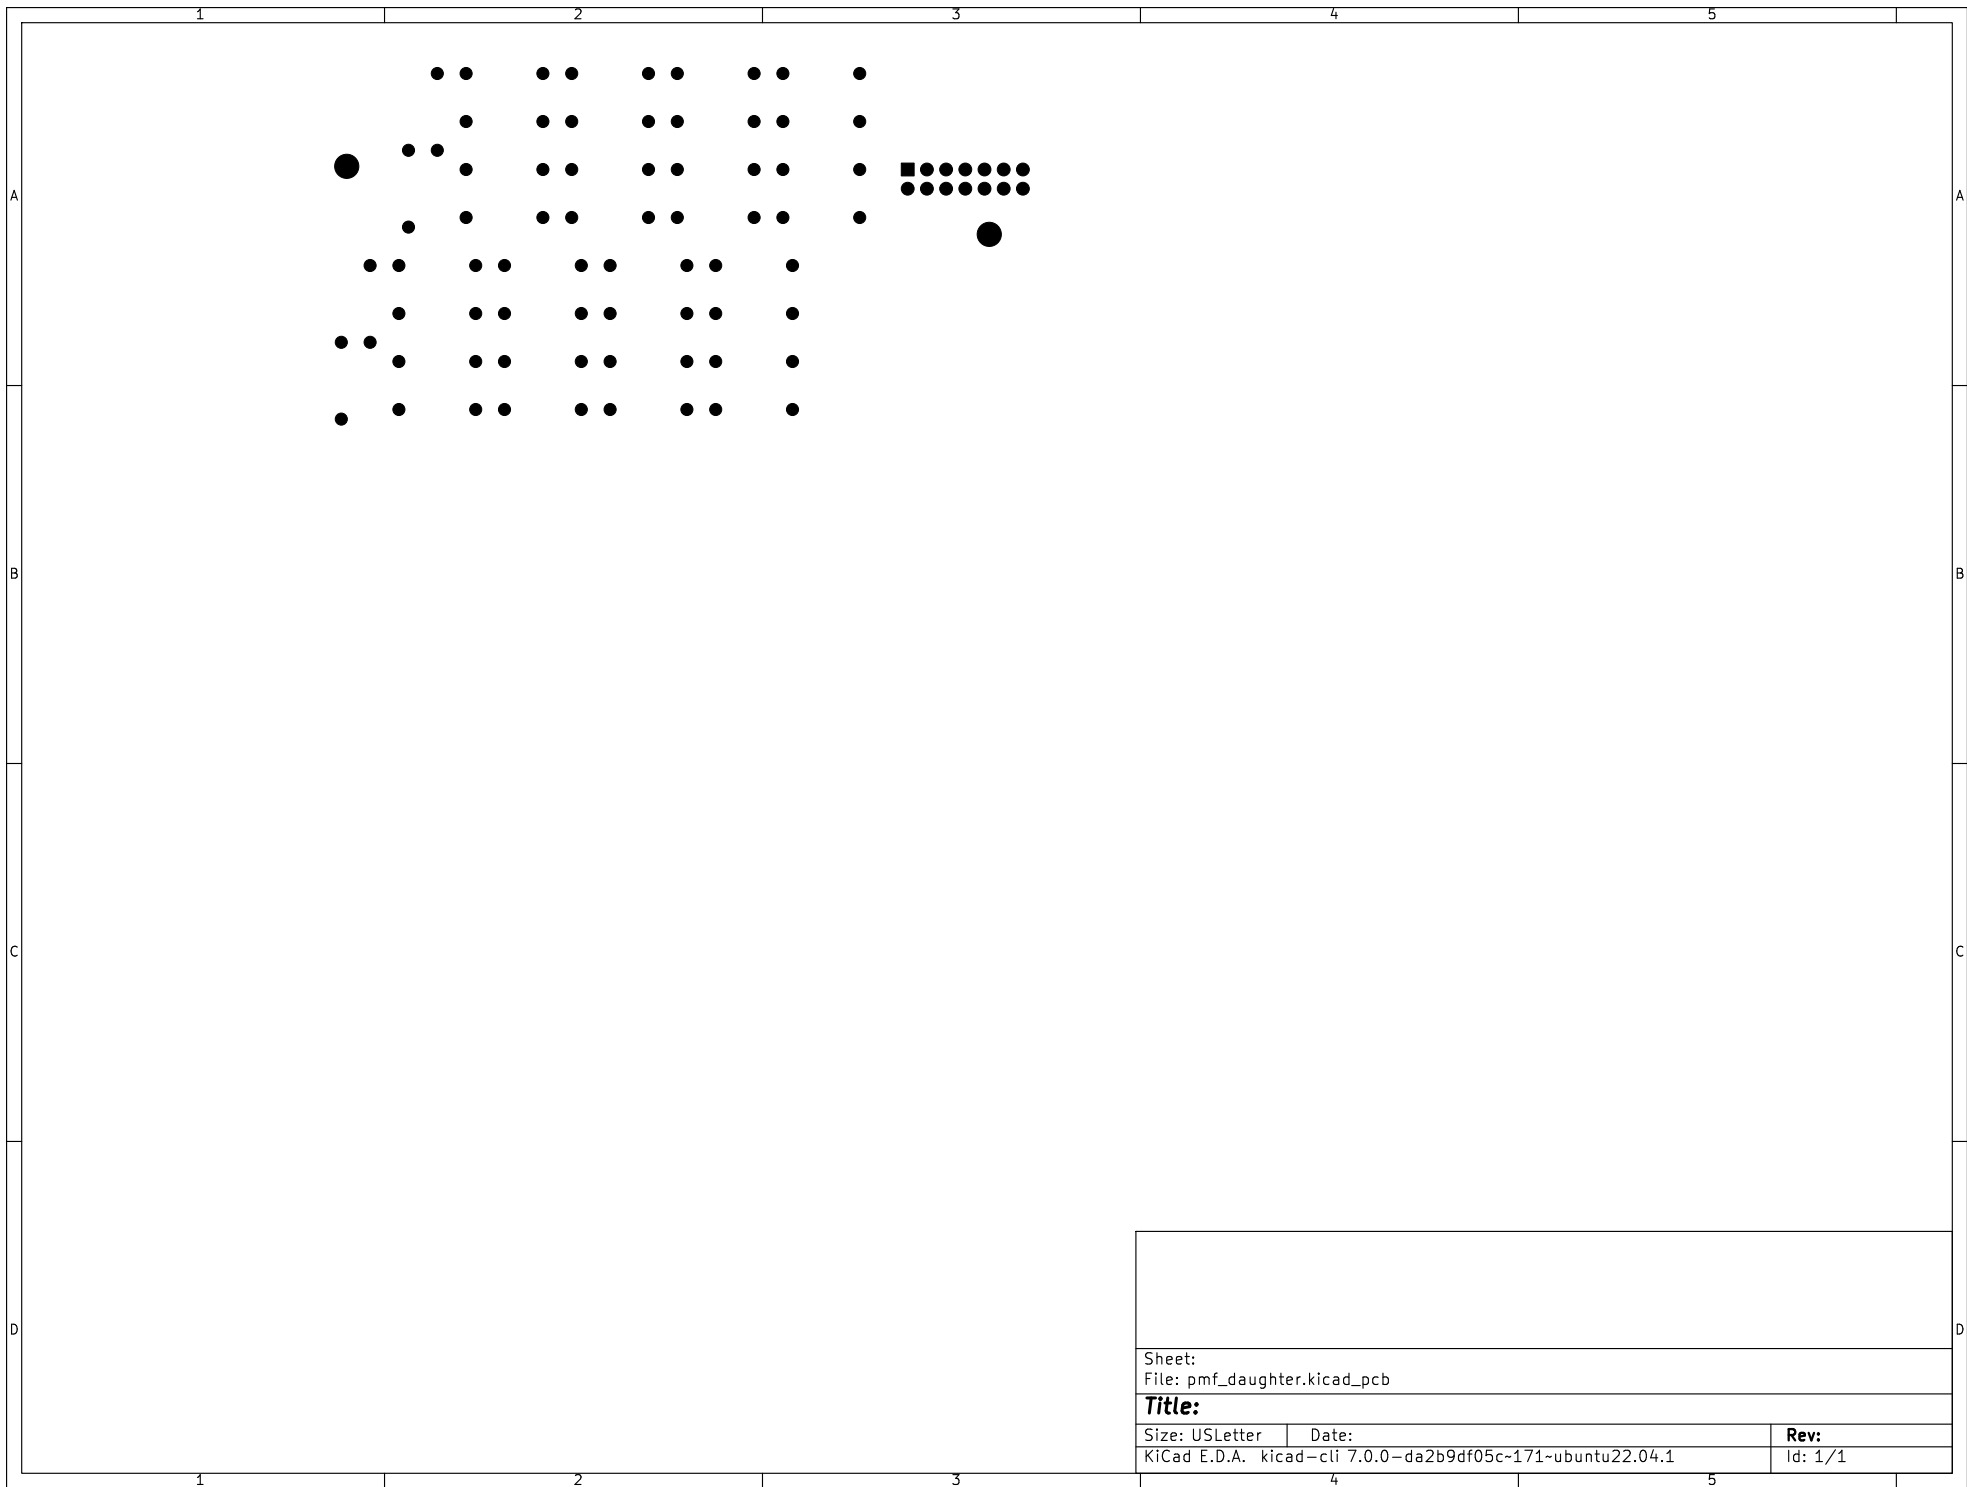 1 2 3 4 5
A A
B B
C C
D D
Sheet:
File: pmf_daughter.kicad_pcb
Title:
Size: USLetter Date: Rev:
KiCad E.D.A. kicad-cli 7.0.0-da2b9df05c~171~ubuntu22.04.1 Id: 1/1
1 2 3 4 5